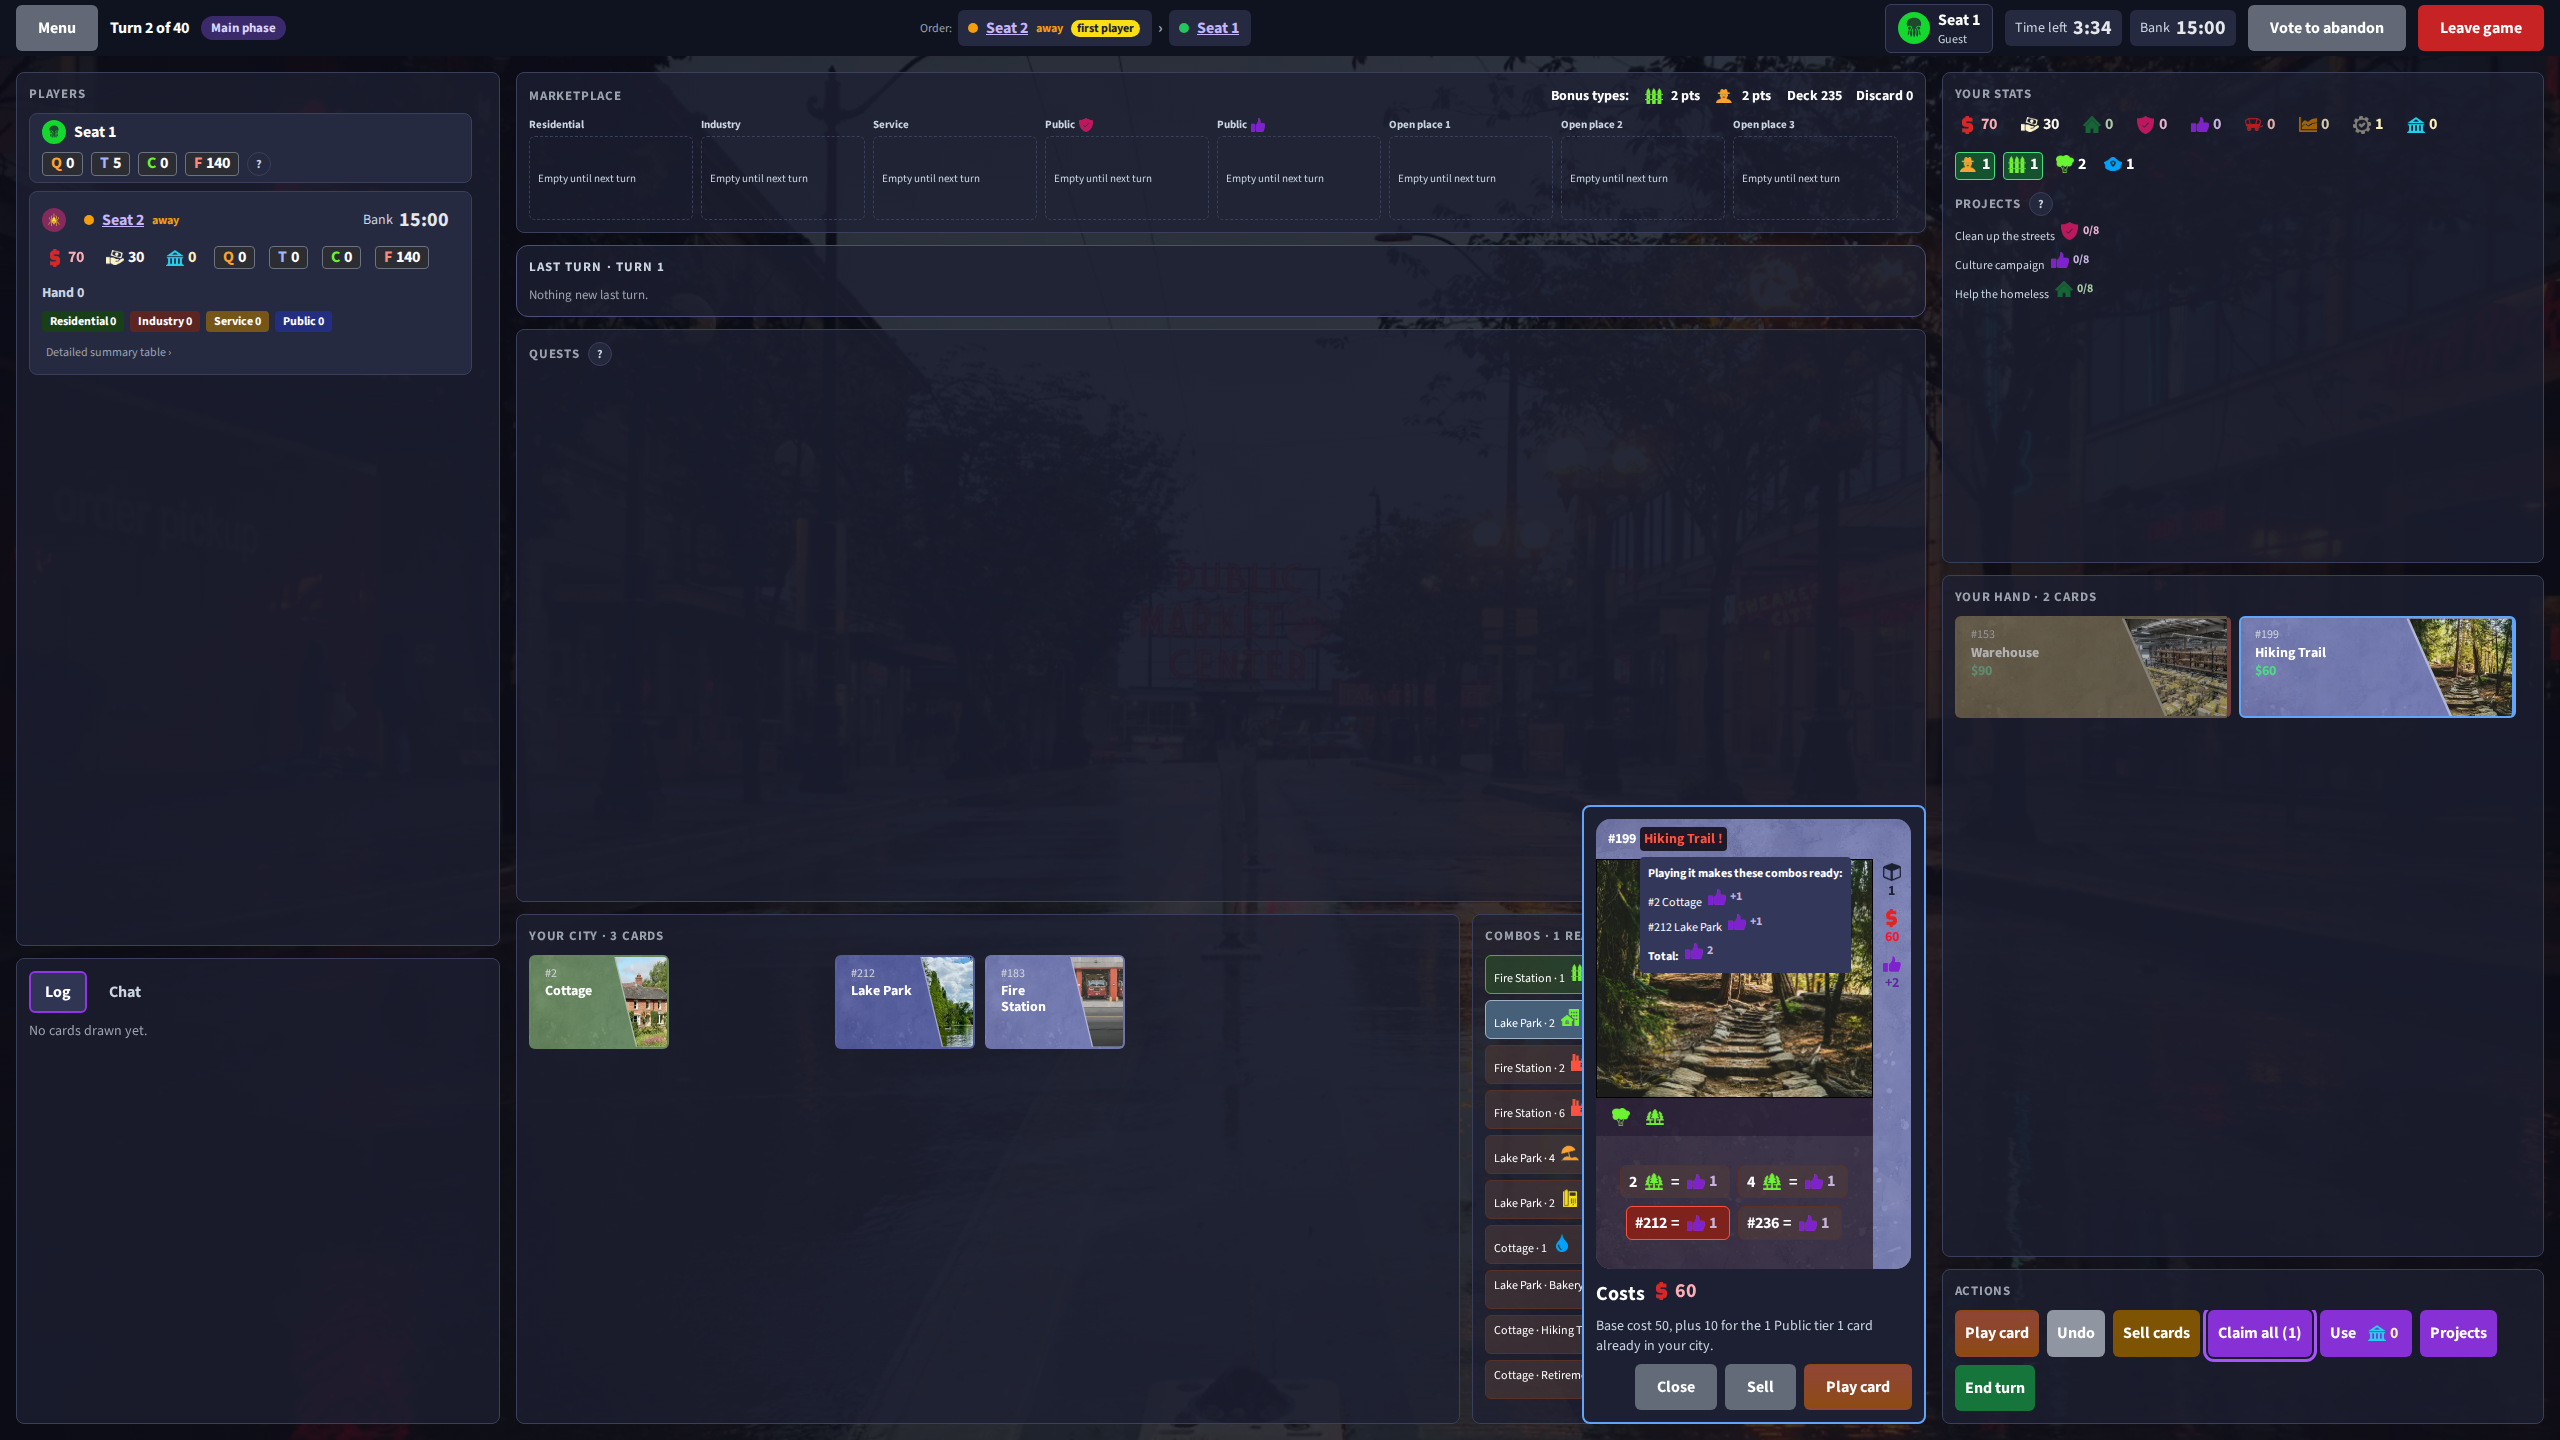 Menu
Turn 2 of 40
Main phase
Order:
Seat 2 away first player
›
Seat 1
Seat 1
Guest
Time left 3:34
Bank 15:00
Vote to abandon
Leave game
PLAYERS
Seat 1
Q 0
T 5
C 0
F 140
?
Seat 2 away
Bank 15:00
70
30
0
Q 0
T 0
C 0
F 140
Hand 0
Residential 0
Industry 0
Service 0
Public 0
Detailed summary table ›
Log
Chat
No cards drawn yet.
MARKETPLACE
Bonus types: 2 pts 2 pts Deck 235 Discard 0
Residential
Industry
Service
Public
Public
Open place 1
Open place 2
Open place 3
Empty until next turn
Empty until next turn
Empty until next turn
Empty until next turn
Empty until next turn
Empty until next turn
Empty until next turn
Empty until next turn
LAST TURN · TURN 1
Nothing new last turn.
QUESTS ?
YOUR CITY · 3 CARDS
#2
Cottage
#212
Lake Park
#183
Fire
Station
COMBOS · 1 RE
Fire Station · 1
Lake Park · 2
Fire Station · 2
Fire Station · 6
Lake Park · 4
Lake Park · 2
Cottage · 1
Lake Park · Bakery
Cottage · Hiking T
Cottage · Retirem
#199 Hiking Trail !
Playing it makes these combos ready:
#2 Cottage +1
#212 Lake Park +1
Total: 2
1
$
60
+2
2 = 1
4 = 1
#212 = 1
#236 = 1
Costs $ 60
Base cost 50, plus 10 for the 1 Public tier 1 card
already in your city.
Close
Sell
Play card
YOUR STATS
$ 70
30
0
0
0
0
0
1
0
1
1
2
1
PROJECTS ?
Clean up the streets 0/8
Culture campaign 0/8
Help the homeless 0/8
YOUR HAND · 2 CARDS
#153
Warehouse
$90
#199
Hiking Trail
$60
ACTIONS
Play card
Undo
Sell cards
Claim all (1)
Use 0
Projects
End turn
order pickup
PUBLIC
MARKET
CENTER